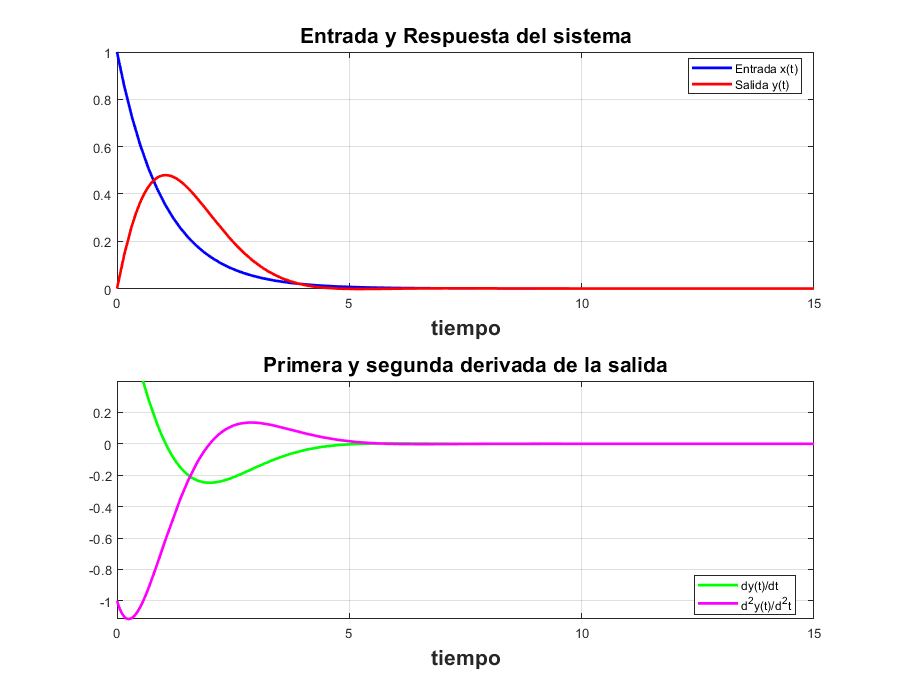 Entrada y Respuesta del sistema
1
0.8
0.6
0.4
0.2
0
0 5 10 15
Entrada x(t)
Salida y(t)
tiempo
Primera y segunda derivada de la salida
0.2
0
-0.2
-0.4
-0.6
-0.8
-1
0 5 10 15
dy(t)/dt
d²y(t)/d²t
tiempo